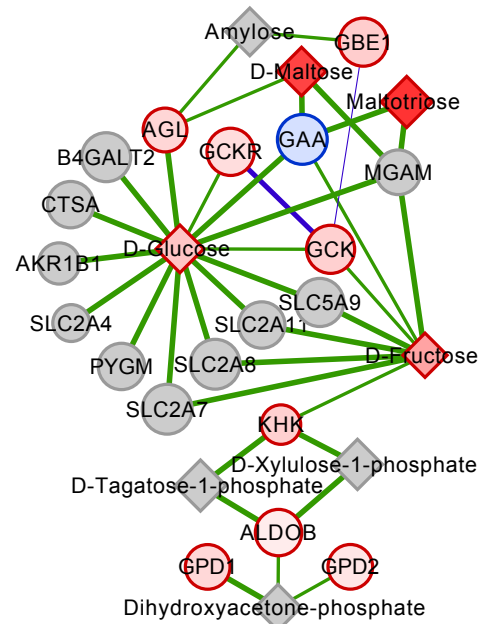 Amylose
GBE1
D-Maltose
Maltotriose
AGL
GCKR
GAA
B4GALT2
MGAM
CTSA
D-Glucose
GCK
AKR1B1
SLC5A9
SLC2A4
SLC2A11
PYGM
SLC2A8
D-Fructose
SLC2A7
KHK
D-Xylulose-1-phosphate
D-Tagatose-1-phosphate
ALDOB
GPD1
GPD2
Dihydroxyacetone-phosphate